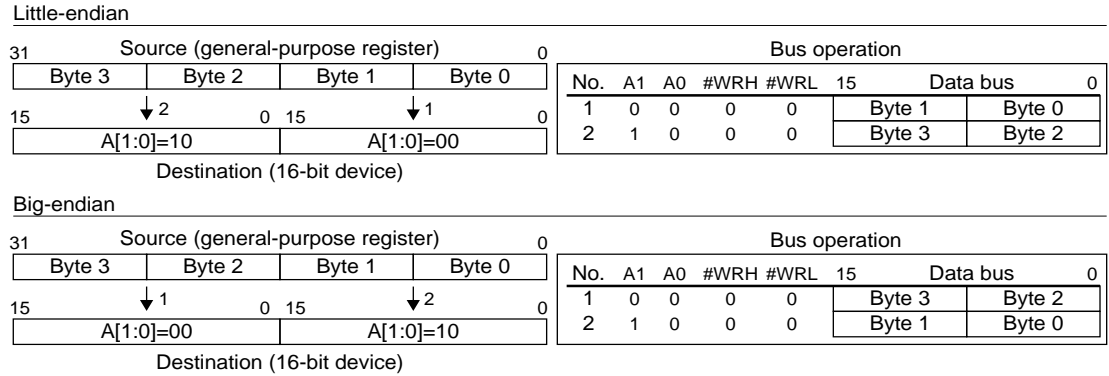 Little-endian
31 Source (general-purpose register) 0 Bus operation
Byte 3 Byte 2 Byte 1 Byte 0 No. A1 A0 #WRH #WRL 15 Data bus 0
2 1 1 0 0 0 0 Byte 1 Byte 0
15 0 15 0 2 1 0 0 0 Byte 3 Byte 2
A[1:0]=10 A[1:0]=00
Destination (16-bit device)
Big-endian
31 Source (general-purpose register) 0 Bus operation
Byte 3 Byte 2 Byte 1 Byte 0 No. A1 A0 #WRH #WRL 15 Data bus 0
1 2 1 0 0 0 0 Byte 3 Byte 2
15 0 15 0 2 1 0 0 0 Byte 1 Byte 0
A[1:0]=00 A[1:0]=10
Destination (16-bit device)